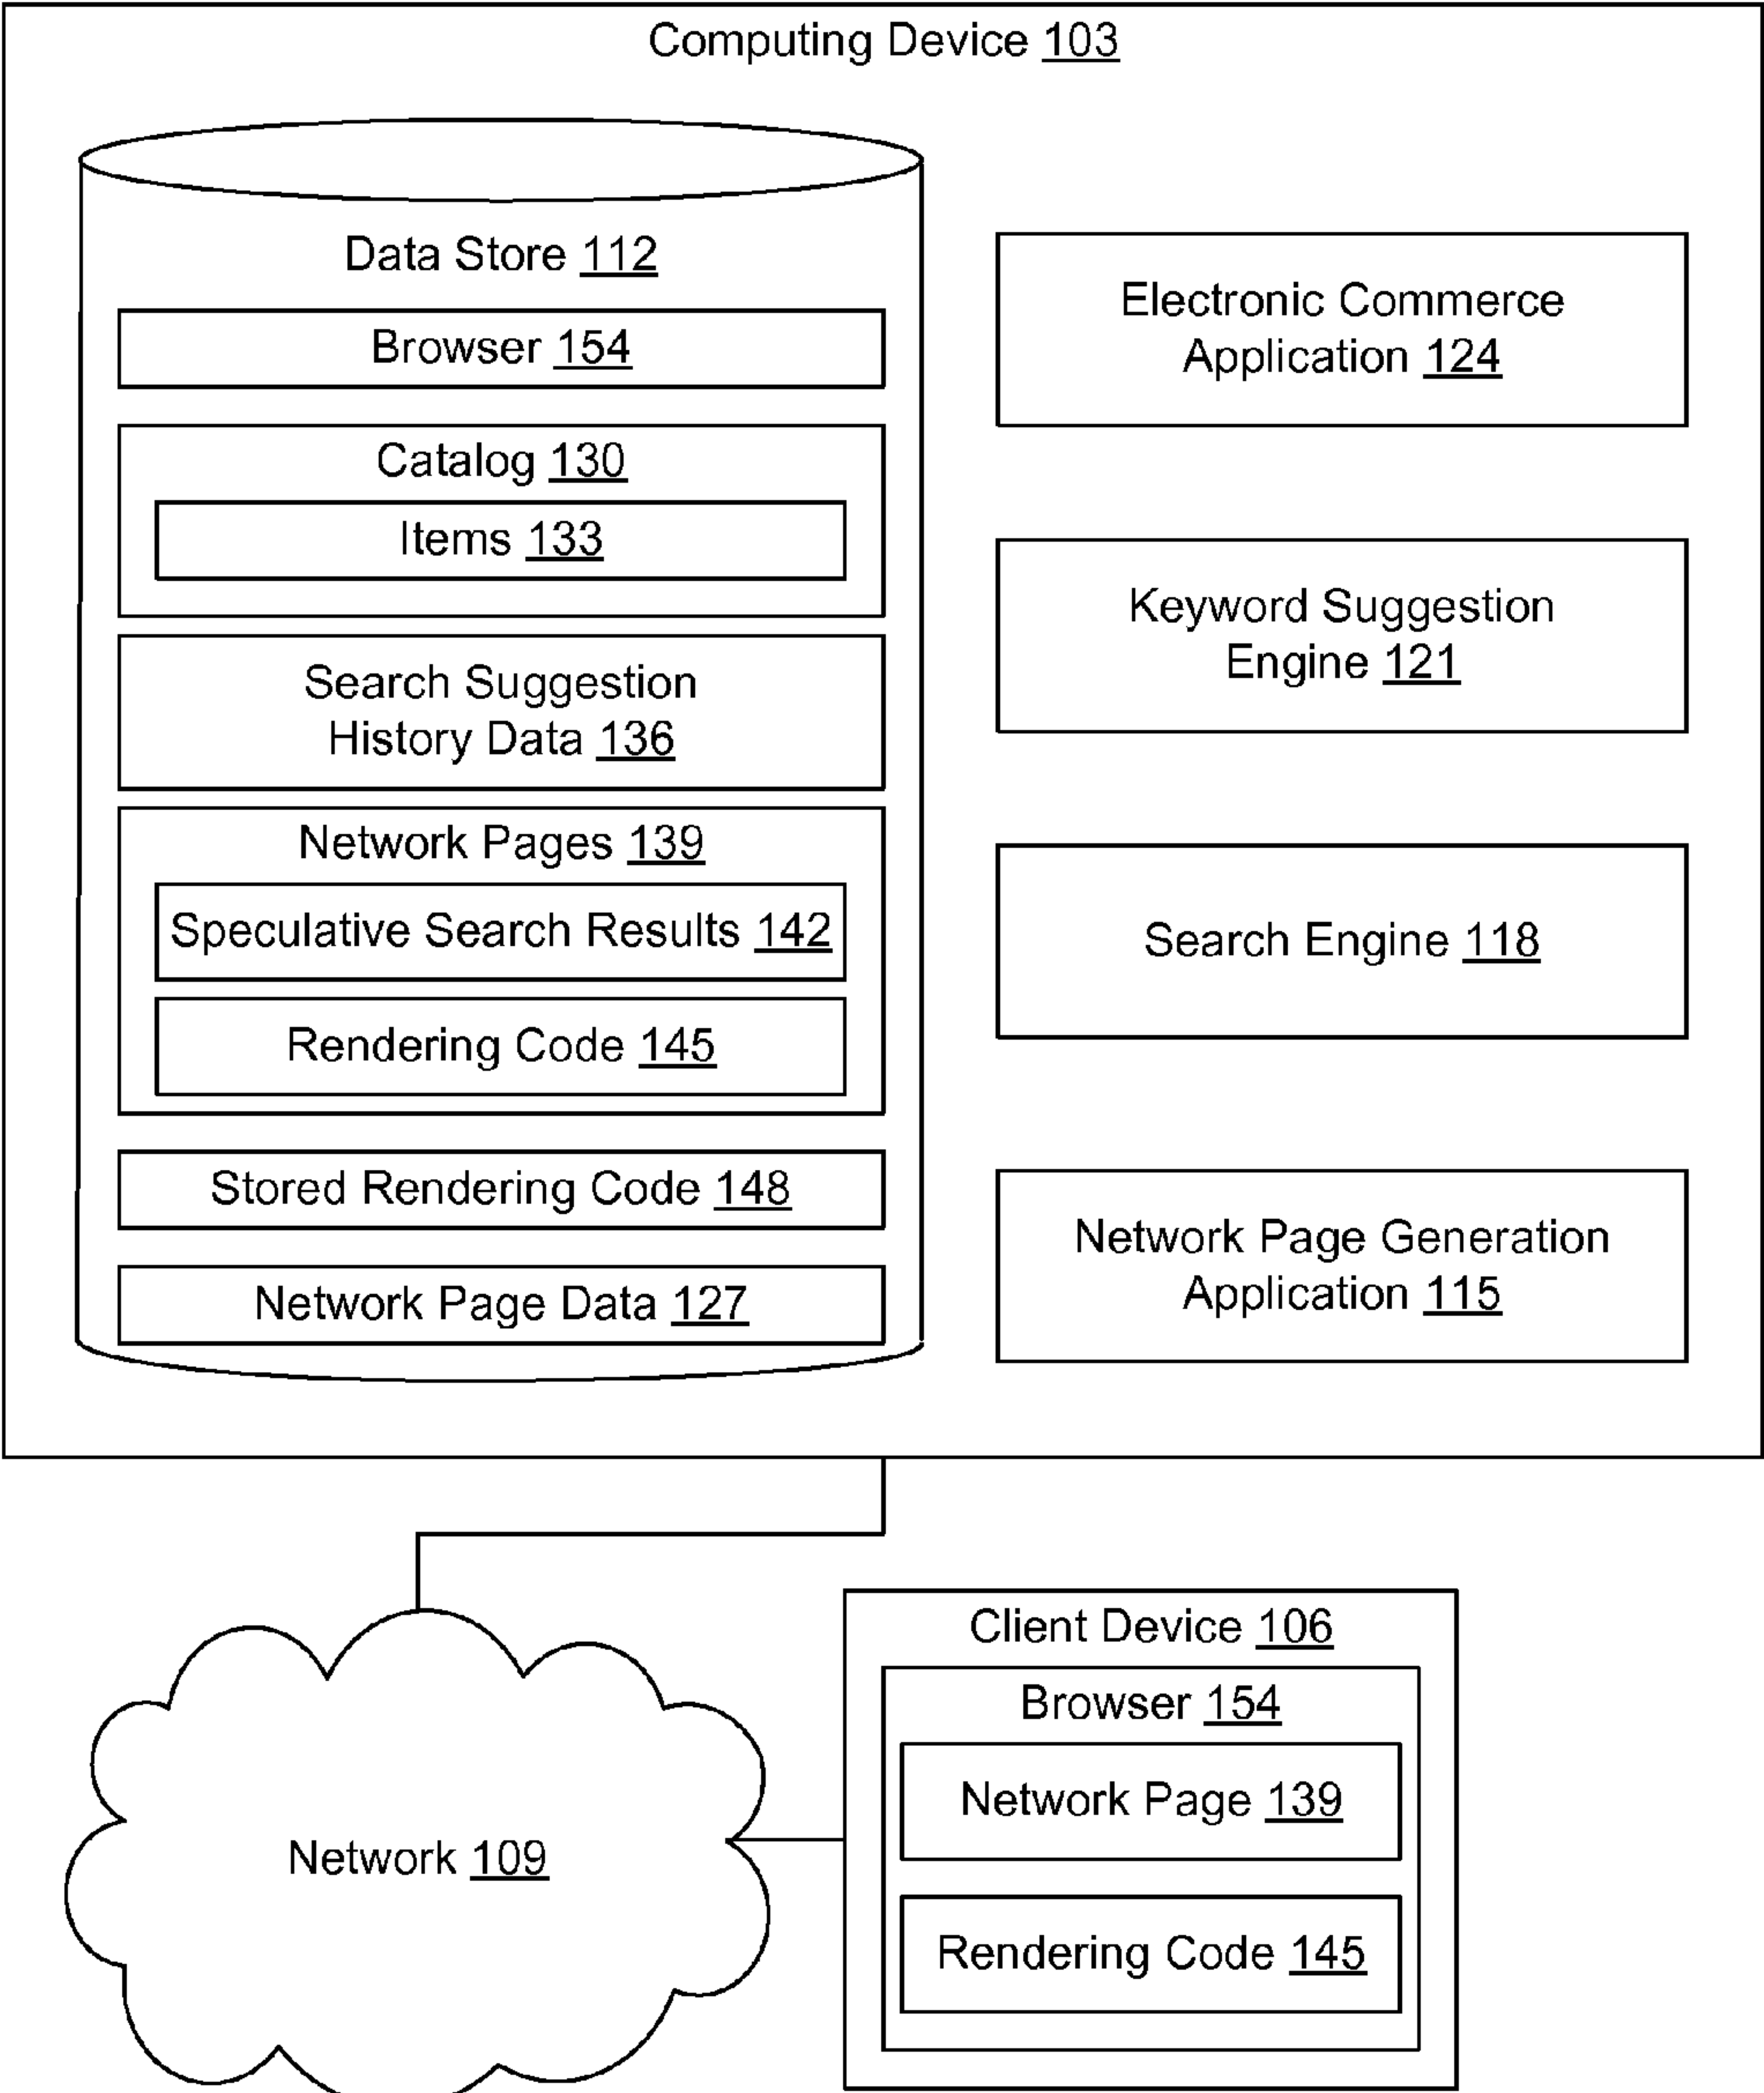 Computing Device 103
Data Store 112
Browser 154
Catalog 130
Items 133
Search Suggestion
History Data 136
Network Pages 139
Speculative Search Results 142
Rendering Code 145
Stored Rendering Code 148
Network Page Data 127
Electronic Commerce
Application 124
Keyword Suggestion
Engine 121
Search Engine 118
Network Page Generation
Application 115
Network 109
Client Device 106
Browser 154
Network Page 139
Rendering Code 145